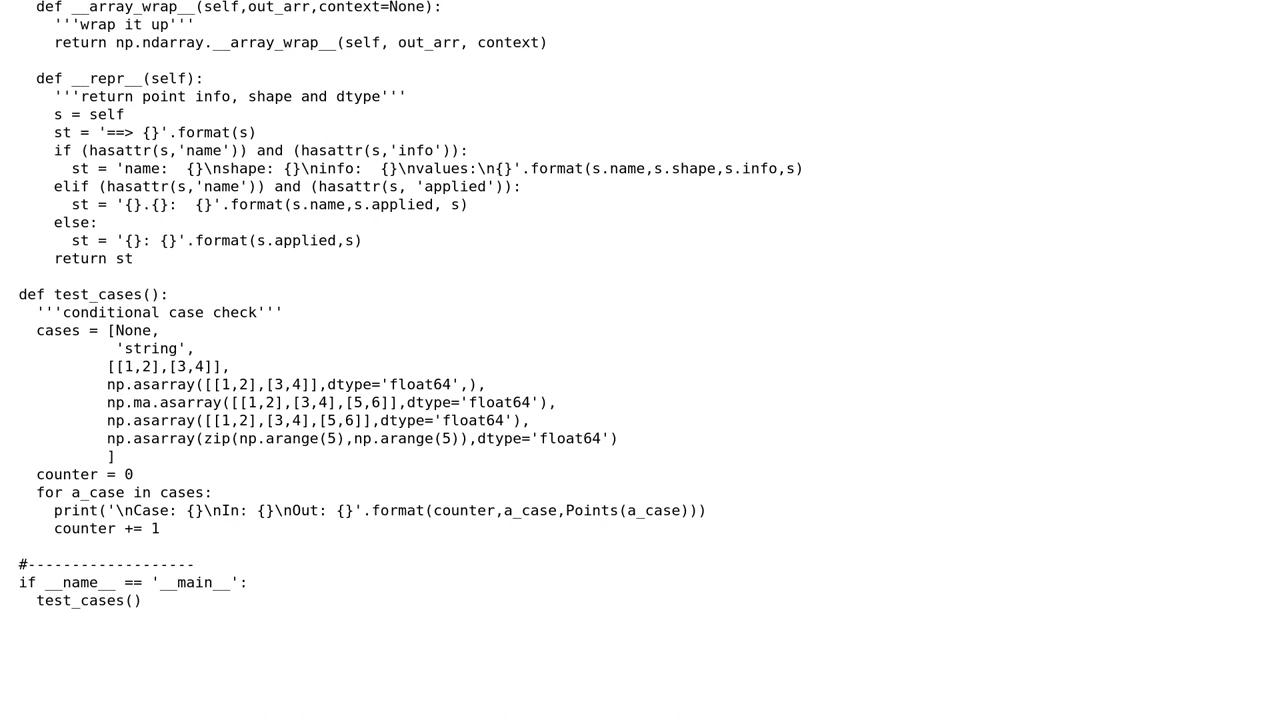 def __array_wrap__(self,out_arr,context=None):
    '''wrap it up'''
    return np.ndarray.__array_wrap__(self, out_arr, context)

  def __repr__(self):
    '''return point info, shape and dtype'''
    s = self
    st = '==> {}'.format(s)
    if (hasattr(s,'name')) and (hasattr(s,'info')):
      st = 'name:  {}\nshape: {}\ninfo:  {}\nvalues:\n{}'.format(s.name,s.shape,s.info,s)
    elif (hasattr(s,'name')) and (hasattr(s, 'applied')):
      st = '{}.{}:  {}'.format(s.name,s.applied, s)
    else:
      st = '{}: {}'.format(s.applied,s)
    return st

def test_cases():
  '''conditional case check'''
  cases = [None,
           'string',
          [[1,2],[3,4]],
          np.asarray([[1,2],[3,4]],dtype='float64',),
          np.ma.asarray([[1,2],[3,4],[5,6]],dtype='float64'),
          np.asarray([[1,2],[3,4],[5,6]],dtype='float64'),
          np.asarray(zip(np.arange(5),np.arange(5)),dtype='float64')
          ]
  counter = 0
  for a_case in cases:
    print('\nCase: {}\nIn: {}\nOut: {}'.format(counter,a_case,Points(a_case)))
    counter += 1

#-------------------
if __name__ == '__main__':
  test_cases()